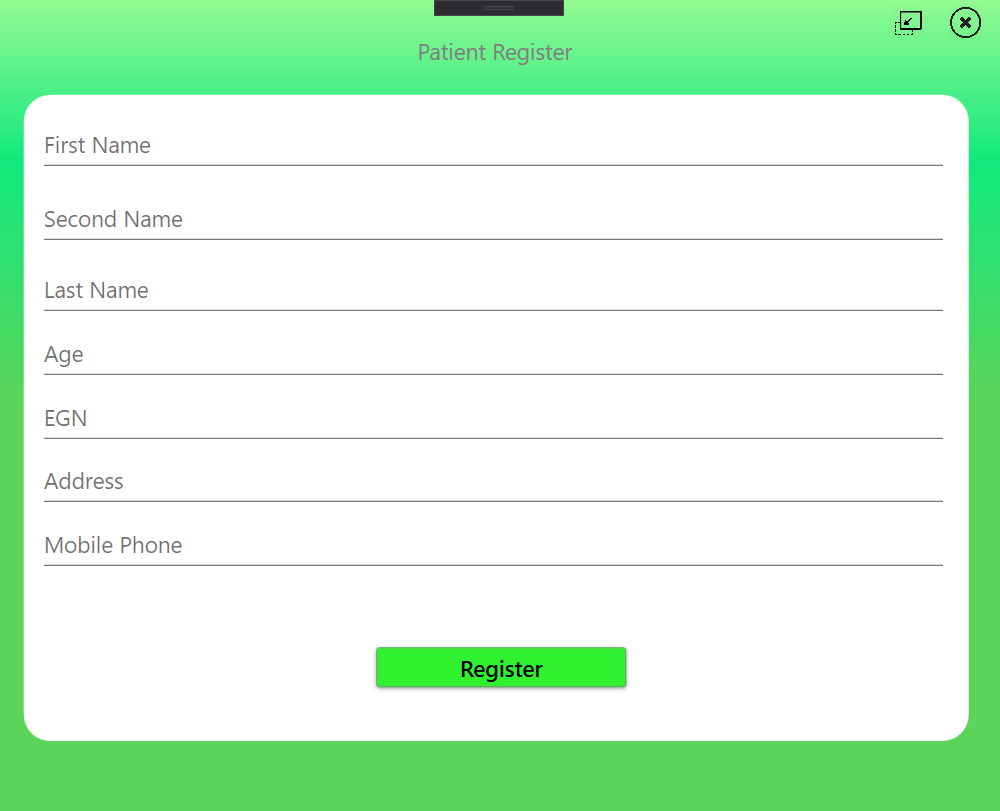 Patient Register
First Name
Second Name
Last Name
Age
EGN
Address
Mobile Phone
Register